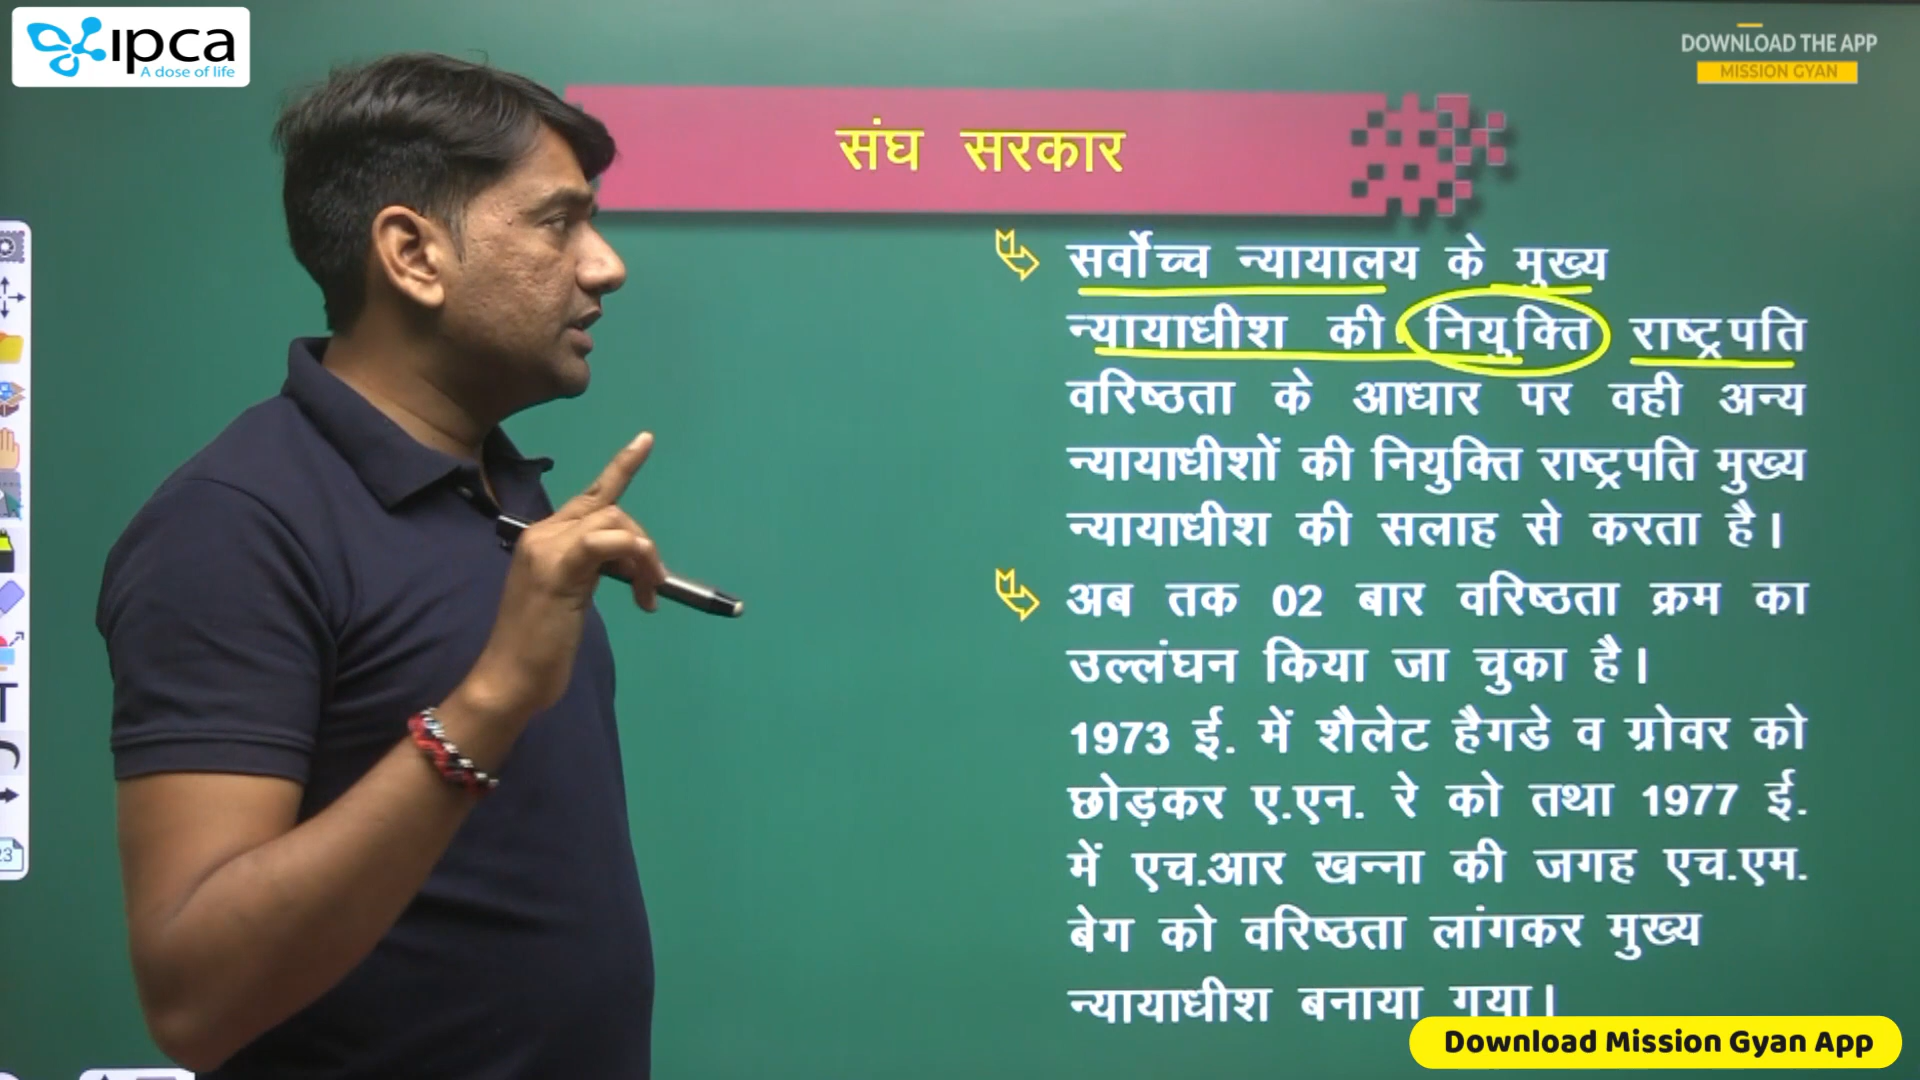 ipca
A dose of life
DOWNLOAD THE APP
MISSION GYAN
संघ सरकार
सर्वोच्च न्यायालय के मुख्य
न्यायाधीश की नियुक्ति राष्ट्रपति
वरिष्ठता के आधार पर वही अन्य
न्यायाधीशों की नियुक्ति राष्ट्रपति मुख्य
न्यायाधीश की सलाह से करता है।
अब तक 02 बार वरिष्ठता क्रम का
उल्लंघन किया जा चुका है।
1973 ई. में शैलेट हैगडे व ग्रोवर को
छोड़कर ए.एन. रे को तथा 1977 ई.
में एच.आर खन्ना की जगह एच.एम.
बेग को वरिष्ठता लांगकर मुख्य
न्यायाधीश बनाया गया।
Download Mission Gyan App